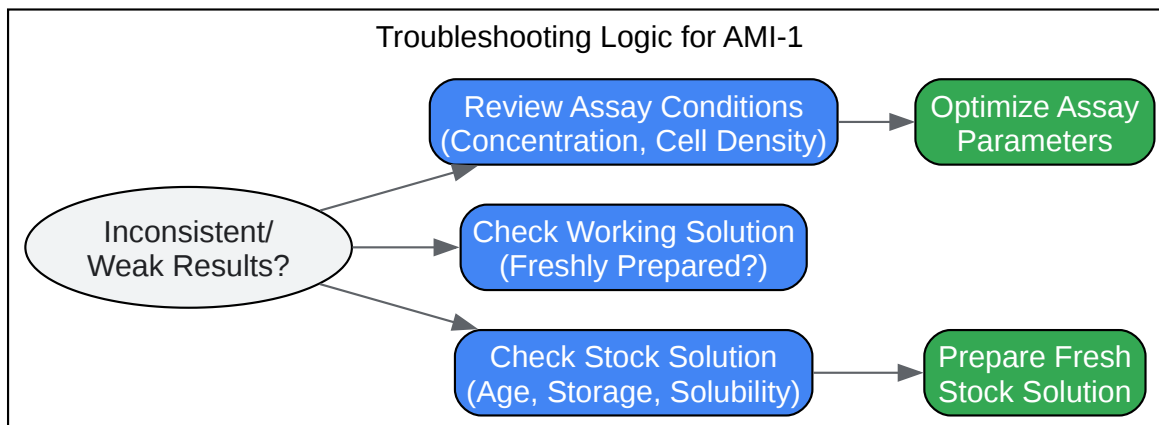 Troubleshooting Logic for AMI-1
Review Assay Conditions
(Concentration, Cell Density)
Optimize Assay
Parameters
Inconsistent/
Weak Results?
Check Working Solution
(Freshly Prepared?)
Check Stock Solution
(Age, Storage, Solubility)
Prepare Fresh
Stock Solution